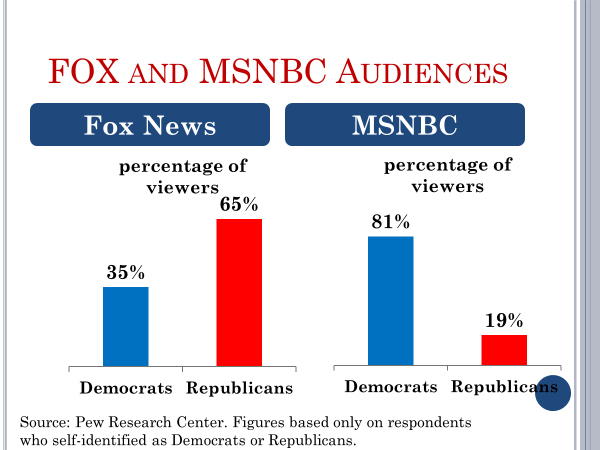 FOX AND MSNBC AUDIENCES
Fox News
percentage of
viewers
65%
35%
Democrats Republicans
MSNBC
percentage of
viewers
81%
19%
Democrats Republicans
Source: Pew Research Center. Figures based only on respondents
who self-identified as Democrats or Republicans.